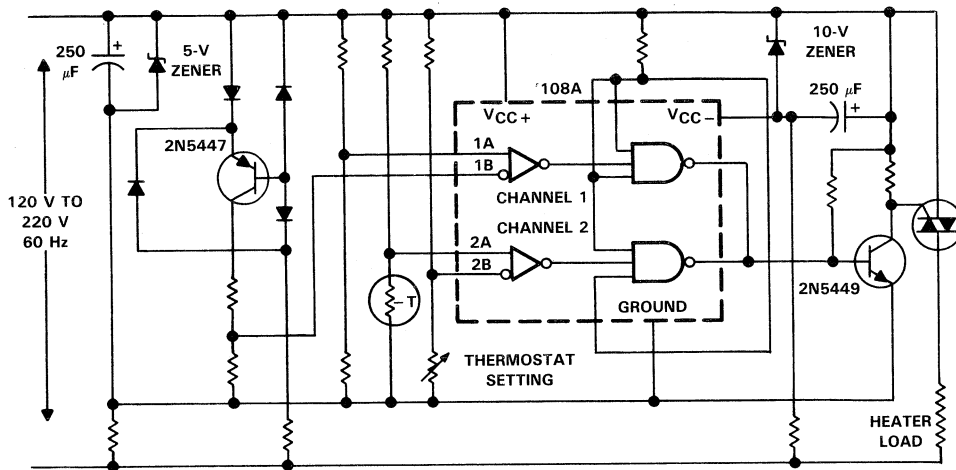 250
μF
+
5-V
ZENER
2N5447
120 V TO
220 V
60 Hz
'108A
VCC+
VCC-
1A
1B
CHANNEL 1
CHANNEL 2
2A
2B
GROUND
-T
THERMOSTAT
SETTING
10-V
ZENER
250 μF
+
2N5449
HEATER
LOAD